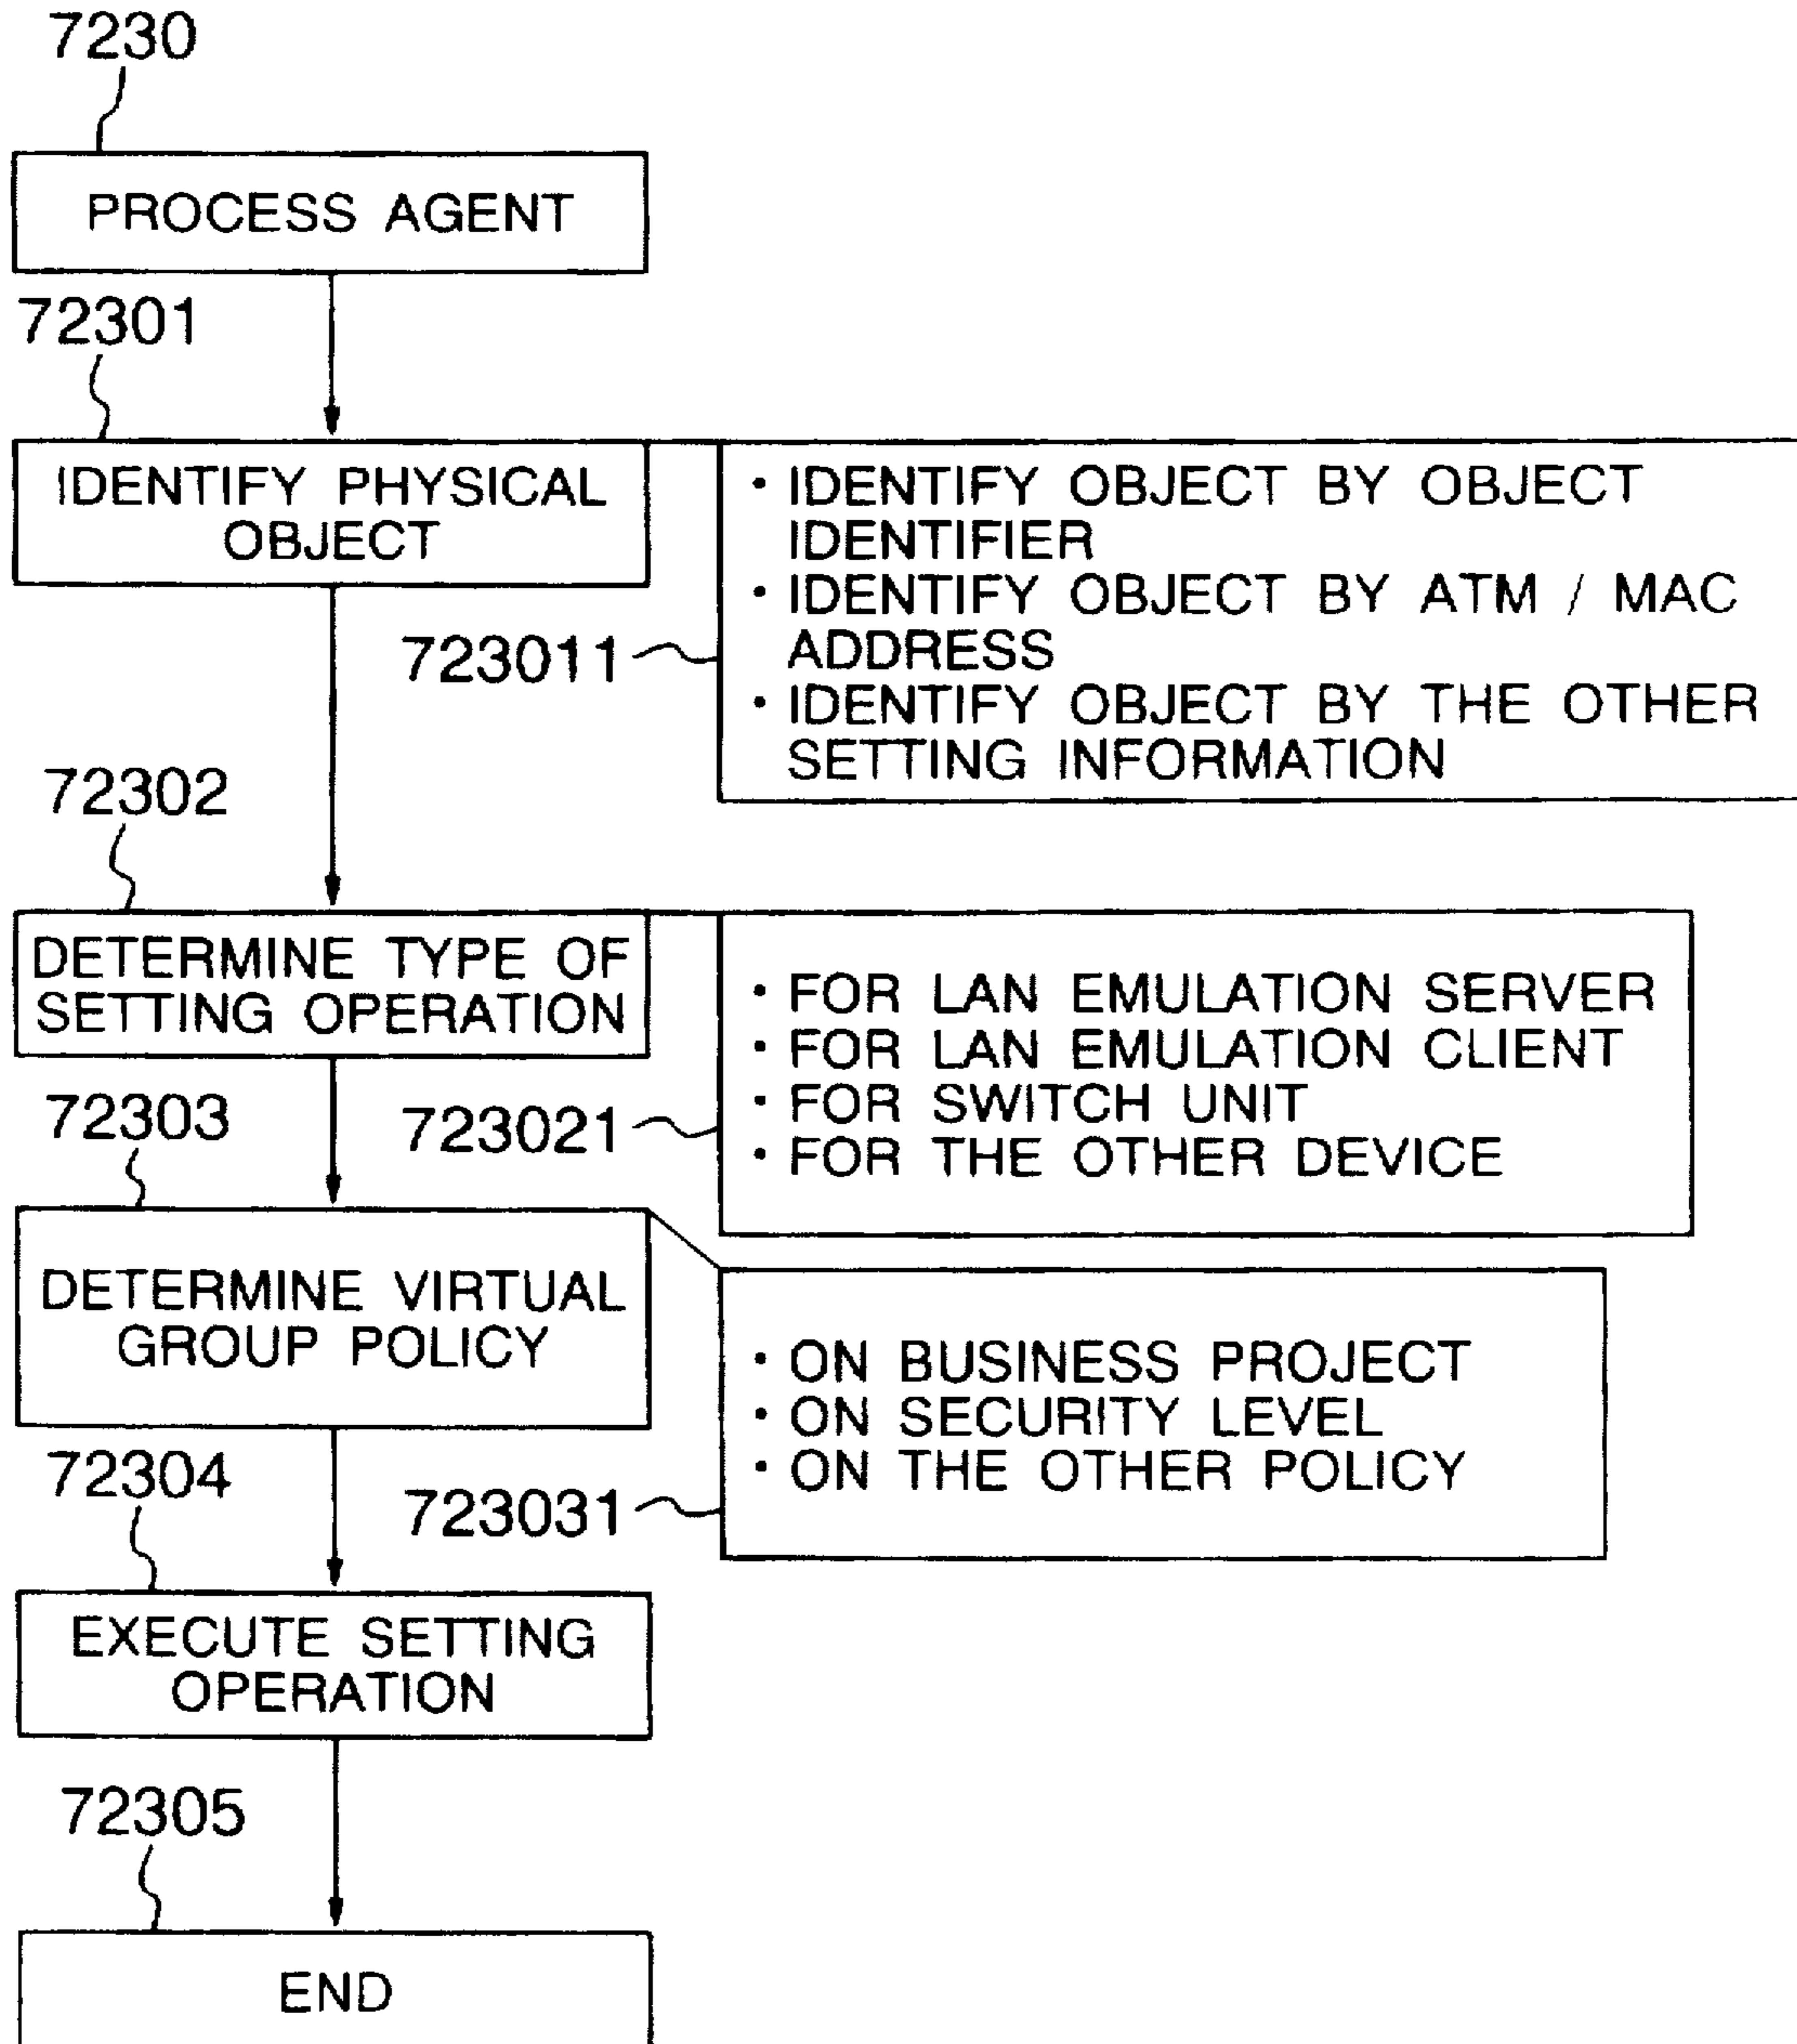 7230
PROCESS AGENT
72301
IDENTIFY PHYSICAL
OBJECT
723011
· IDENTIFY OBJECT BY OBJECT
IDENTIFIER
· IDENTIFY OBJECT BY ATM / MAC
ADDRESS
· IDENTIFY OBJECT BY THE OTHER
SETTING INFORMATION
72302
DETERMINE TYPE OF
SETTING OPERATION
723021
· FOR LAN EMULATION SERVER
· FOR LAN EMULATION CLIENT
· FOR SWITCH UNIT
· FOR THE OTHER DEVICE
72303
DETERMINE VIRTUAL
GROUP POLICY
723031
· ON BUSINESS PROJECT
· ON SECURITY LEVEL
· ON THE OTHER POLICY
72304
EXECUTE SETTING
OPERATION
72305
END